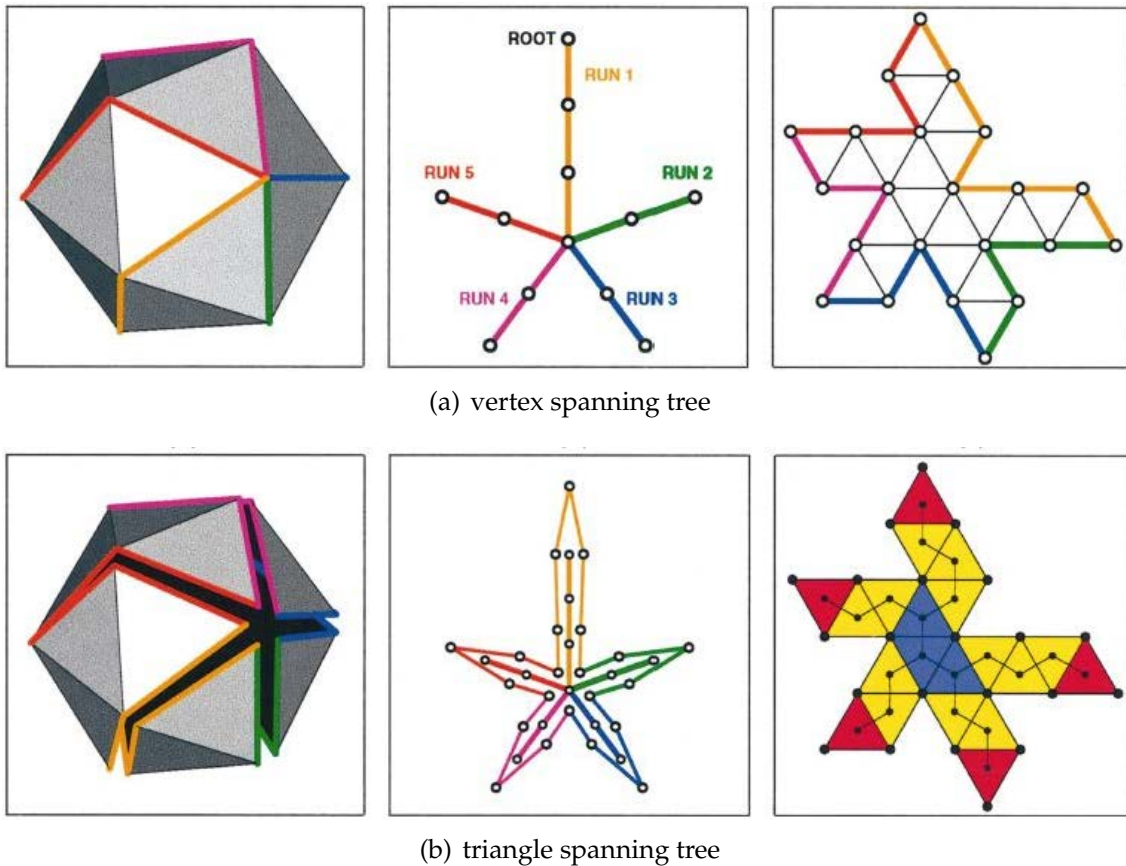 ROOT
RUN 1
RUN 5
RUN 2
RUN 4
RUN 3
(a) vertex spanning tree
(b) triangle spanning tree